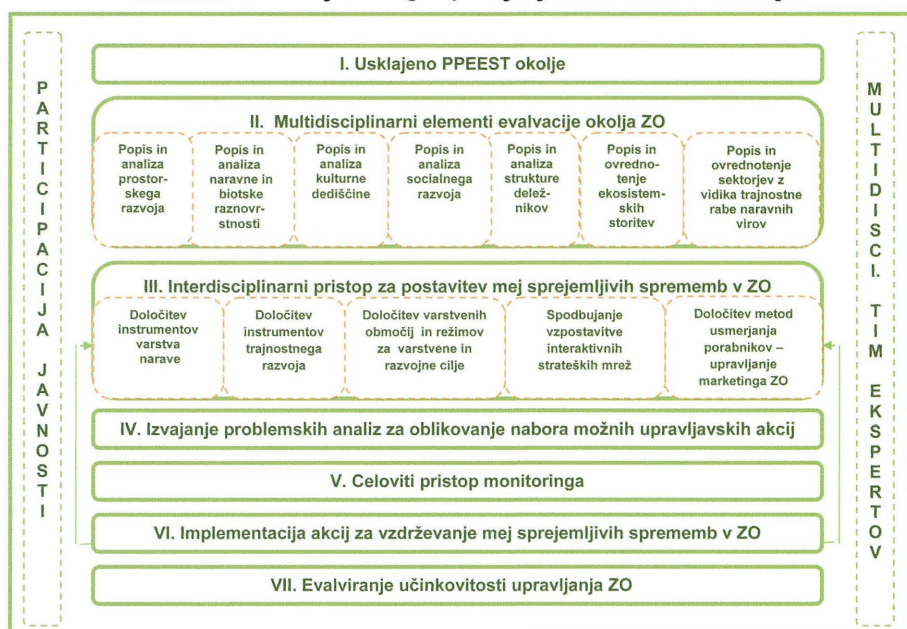 PARTICIPACIJA JAVNOSTI
I. Usklajeno PPEEST okolje
II. Multidisciplinarni elementi evalvacije okolja ZO
Popis in
analiza
prostor-
skega
razvoja
Popis in
analiza
naravne in
biotske
raznovr-
stnosti
Popis in
analiza
kulturne
dediščine
Popis in
analiza
socialnega
razvoja
Popis in
analiza
strukture
deležnikov
Popis in
ovredno-
tenje
ekosistem-
skih
storitev
Popis in
ovrednotenje
sektorjev z
vidika trajnostne
rabe naravnih
virov
III. Interdisciplinarni pristop za postavitev mej sprejemljivih sprememb v ZO
Določitev
instrumentov
varstva
narave
Določitev
instrumentov
trajnostnega
razvoja
Določitev varstvenih
območij in režimov
za varstvene in
razvojne cilje
Spodbujanje
vzpostavitve
interaktivnih
strateških mrež
Določitev metod
usmerjanja
porabnikov –
upravljanje
marketinga ZO
IV. Izvajanje problemskih analiz za oblikovanje nabora možnih upravljavskih akcij
V. Celoviti pristop monitoringa
VI. Implementacija akcij za vzdrževanje mej sprejemljivih sprememb v ZO
VII. Evalviranje učinkovitosti upravljanja ZO
MULTIDISCI. TIM EKSPERTOV